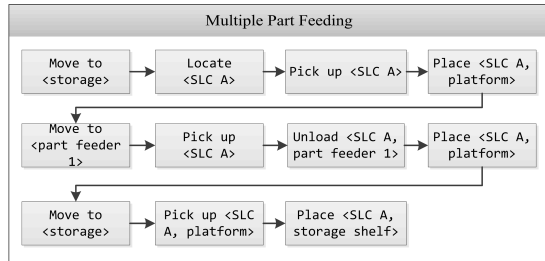 Multiple Part Feeding
Move to
<storage>
Locate
<SLC A>
Pick up <SLC A>
Place <SLC A,
platform>
Move to
<part feeder
1>
Pick up
<SLC A>
Unload <SLC A,
part feeder 1>
Place <SLC A,
platform>
Move to
<storage>
Pick up <SLC
A, platform>
Place <SLC A,
storage shelf>